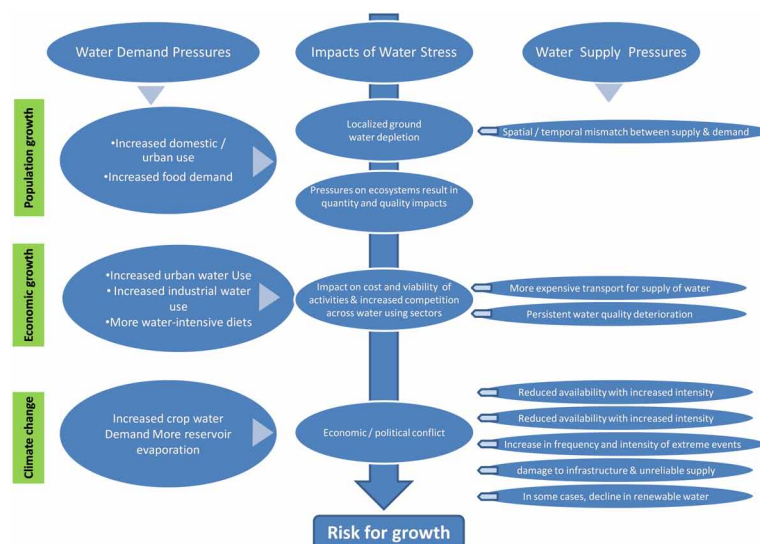 Water Demand Pressures
Impacts of Water Stress
Water Supply Pressures
Population growth
•Increased domestic /
urban use
•Increased food demand
Localized ground
water depletion
Spatial / temporal mismatch between supply & demand
Pressures on ecosystems result in
quantity and quality impacts
Economic growth
•Increased urban water Use
• Increased industrial water
use
• More water-intensive diets
Impact on cost and viability of
activities & increased competition
across water using sectors
More expensive transport for supply of water
Persistent water quality deterioration
Climate change
Increased crop water
Demand More reservoir
evaporation
Economic / political conflict
Reduced availability with increased intensity
Reduced availability with increased intensity
Increase in frequency and intensity of extreme events
damage to infrastructure & unreliable supply
In some cases, decline in renewable water
Risk for growth